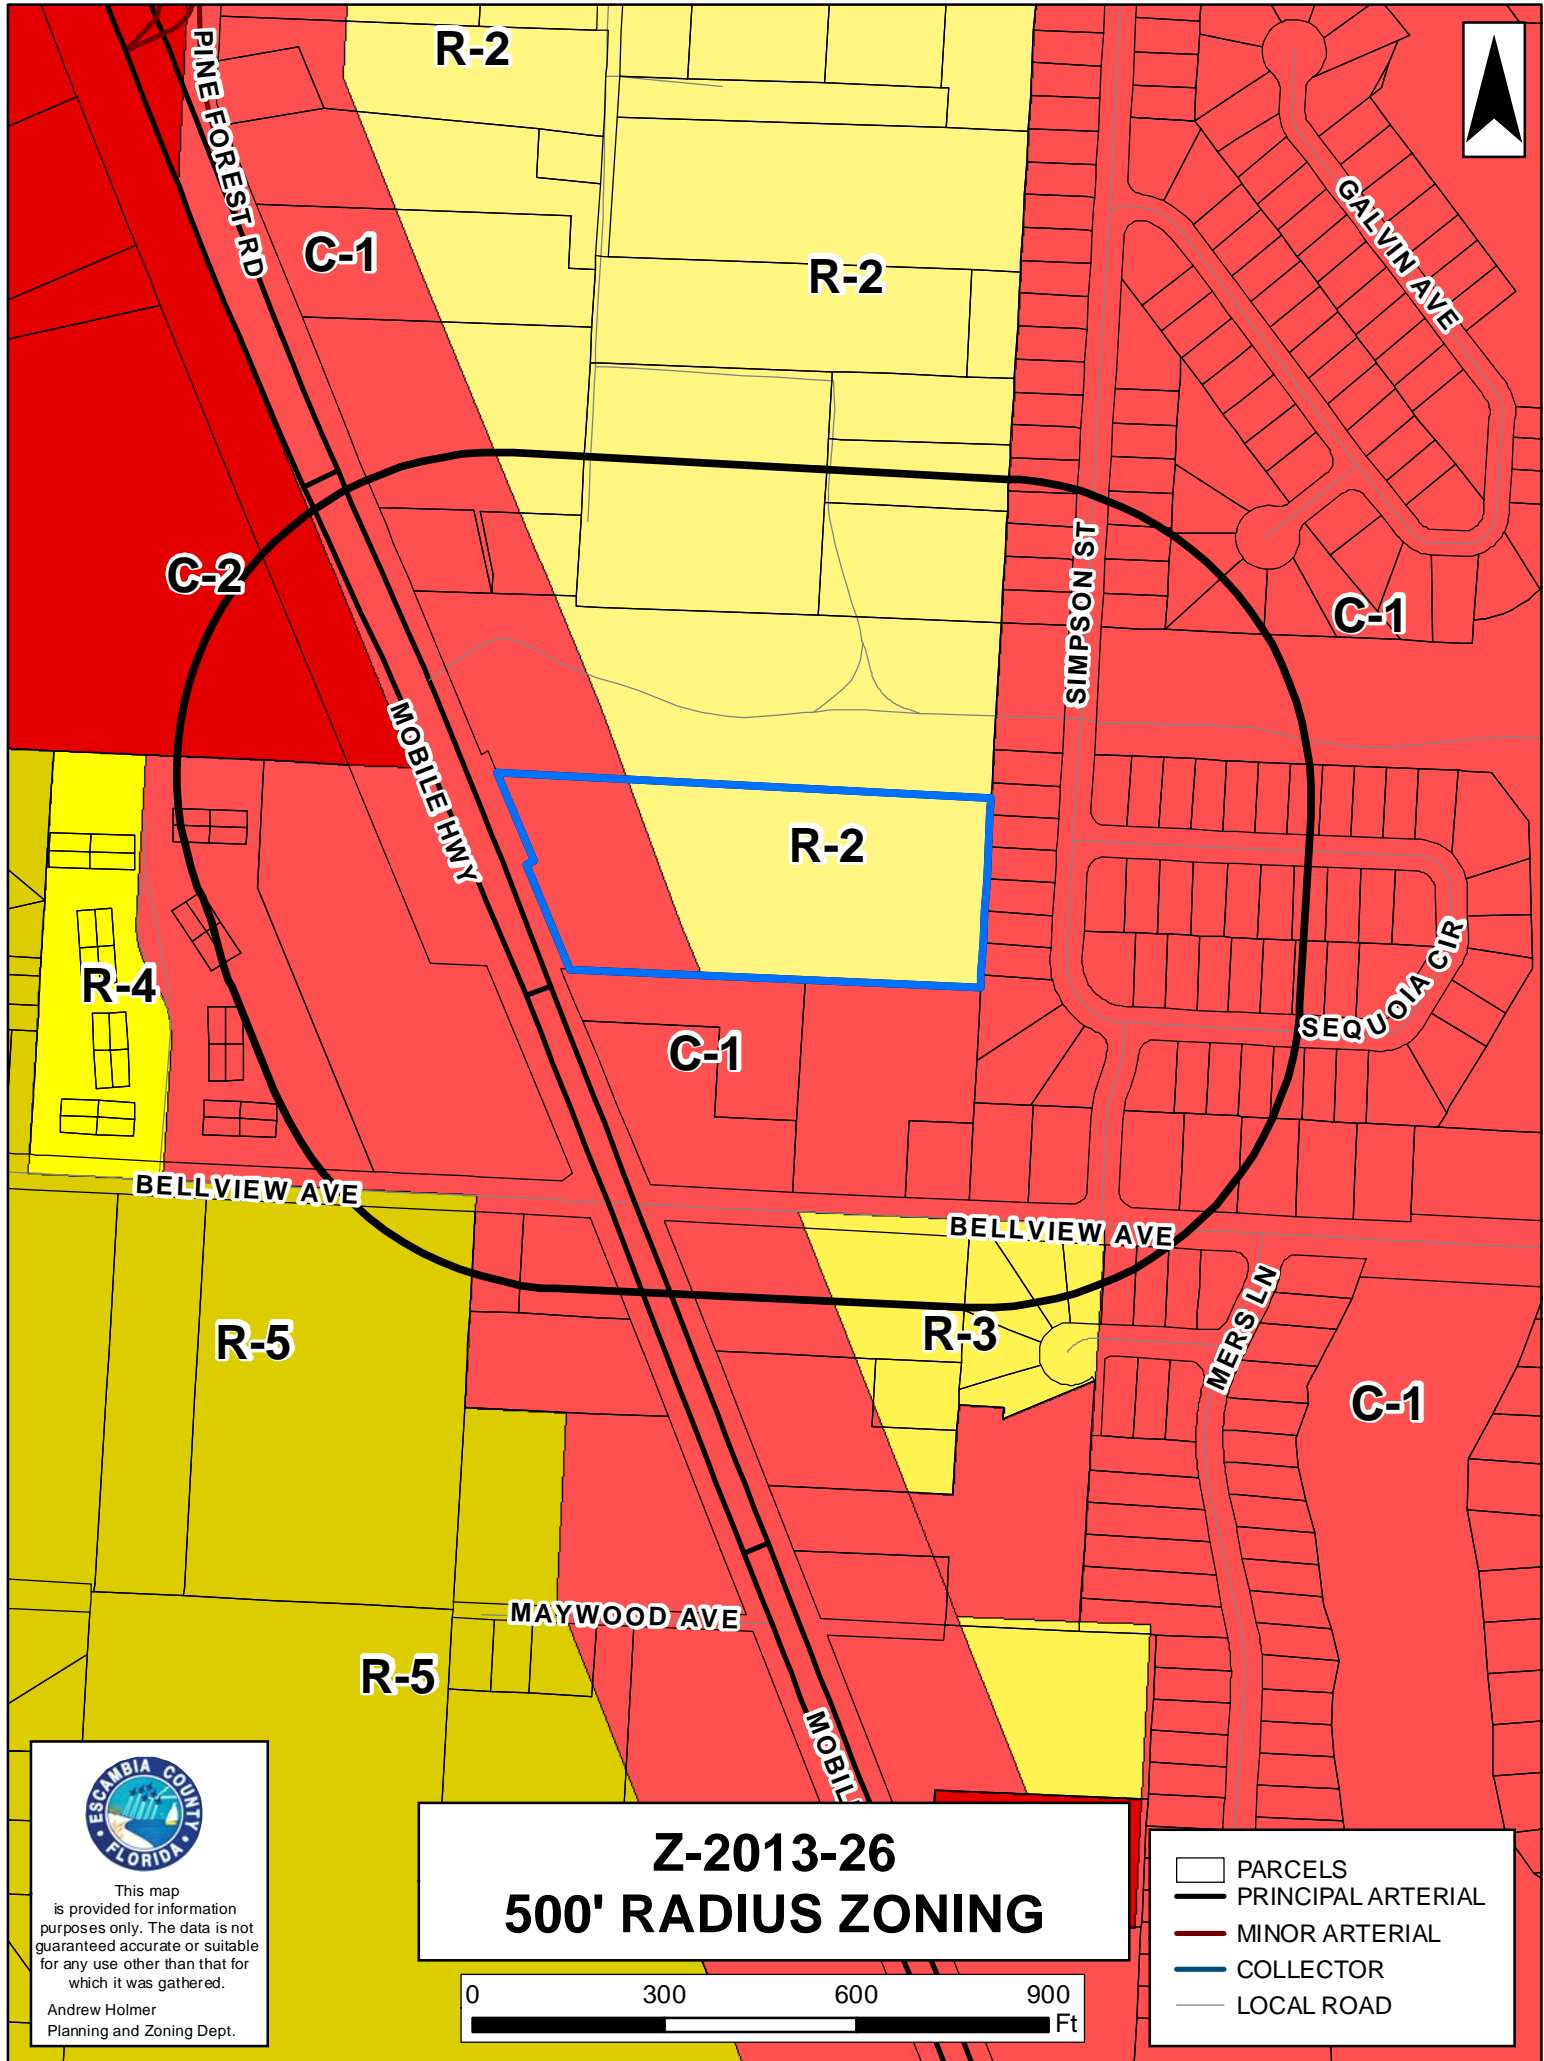 R-2
PINE FOREST RD
C-1
R-2
GALVIN AVE
C-2
SIMPSON ST
C-1
MOBILE HWY
R-2
R-4
SEQUOIA CIR
C-1
BELLVIEW AVE
BELLVIEW AVE
R-5
R-3
MERS LN
C-1
MAYWOOD AVE
R-5
MOBIL
ESCAMBIA COUNTY
FLORIDA
This map
is provided for information
purposes only. The data is not
guaranteed accurate or suitable
for any use other than that for
which it was gathered.
Andrew Holmer
Planning and Zoning Dept.
Z-2013-26
500' RADIUS ZONING
0 300 600 900
Ft
PARCELS
PRINCIPAL ARTERIAL
MINOR ARTERIAL
COLLECTOR
LOCAL ROAD